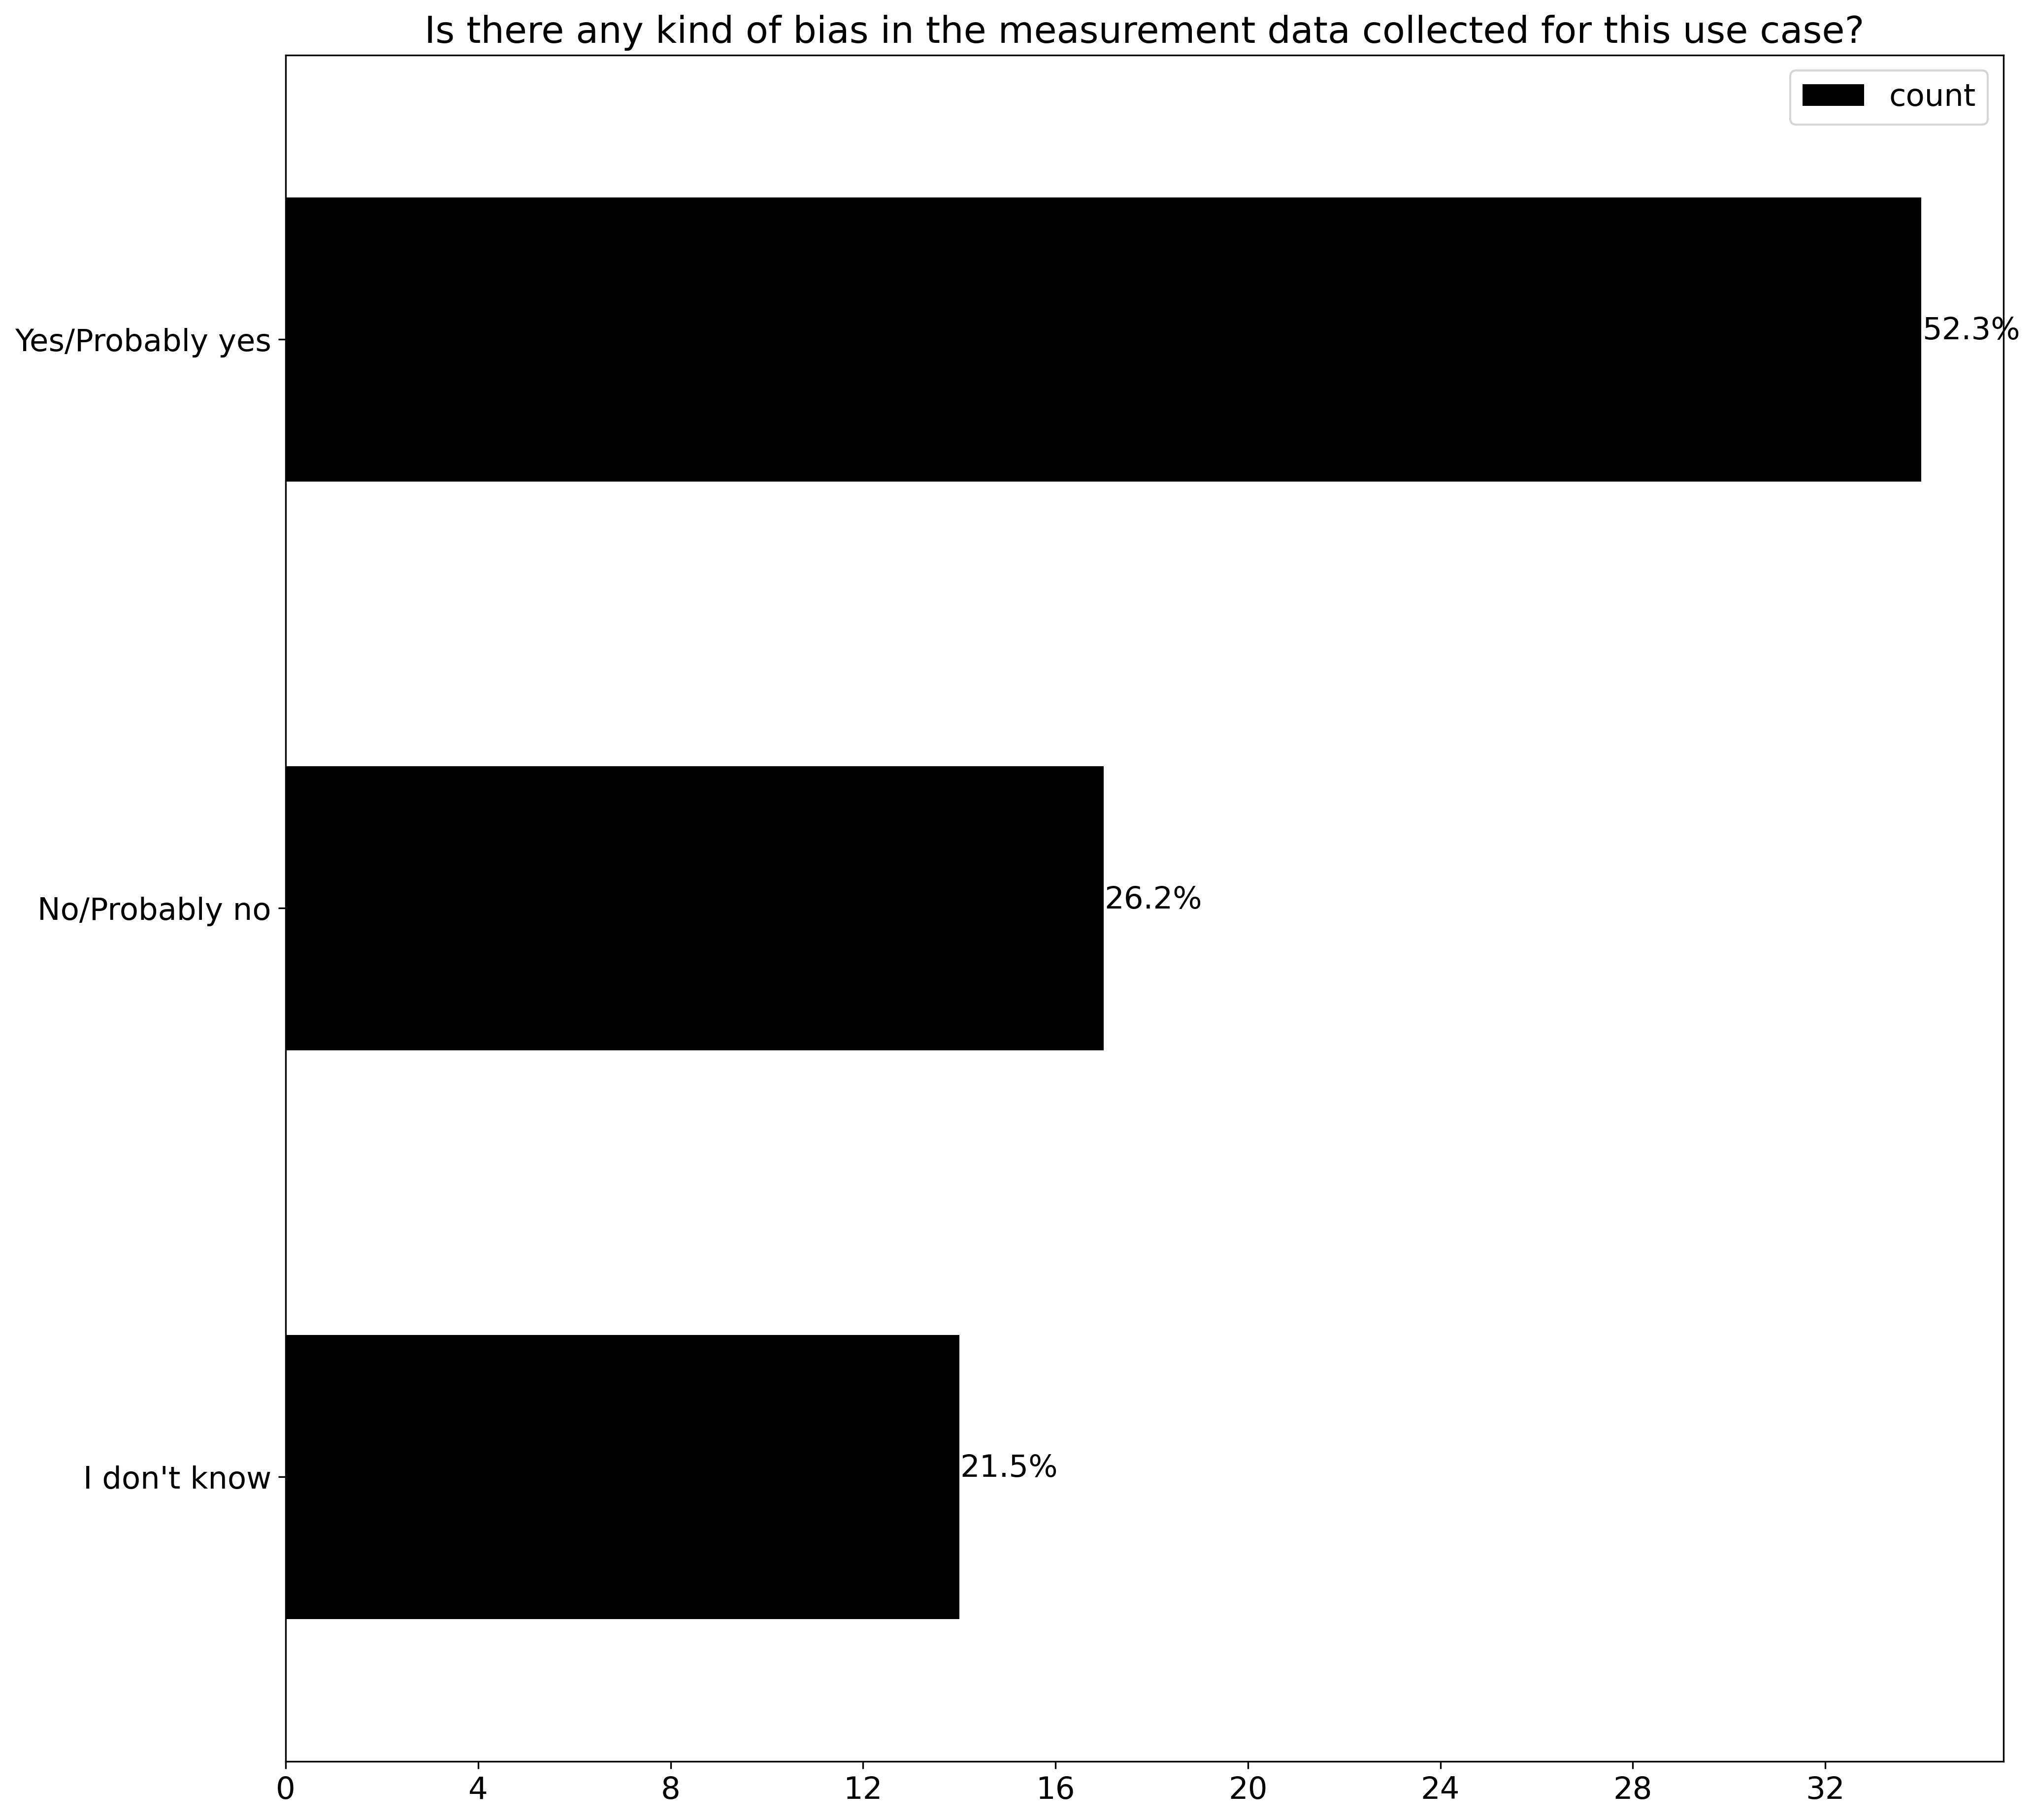 Is there any kind of bias in the measurement data collected for this use case?
count
Yes/Probably yes
52.3%
No/Probably no
26.2%
I don't know
21.5%
0 4 8 12 16 20 24 28 32